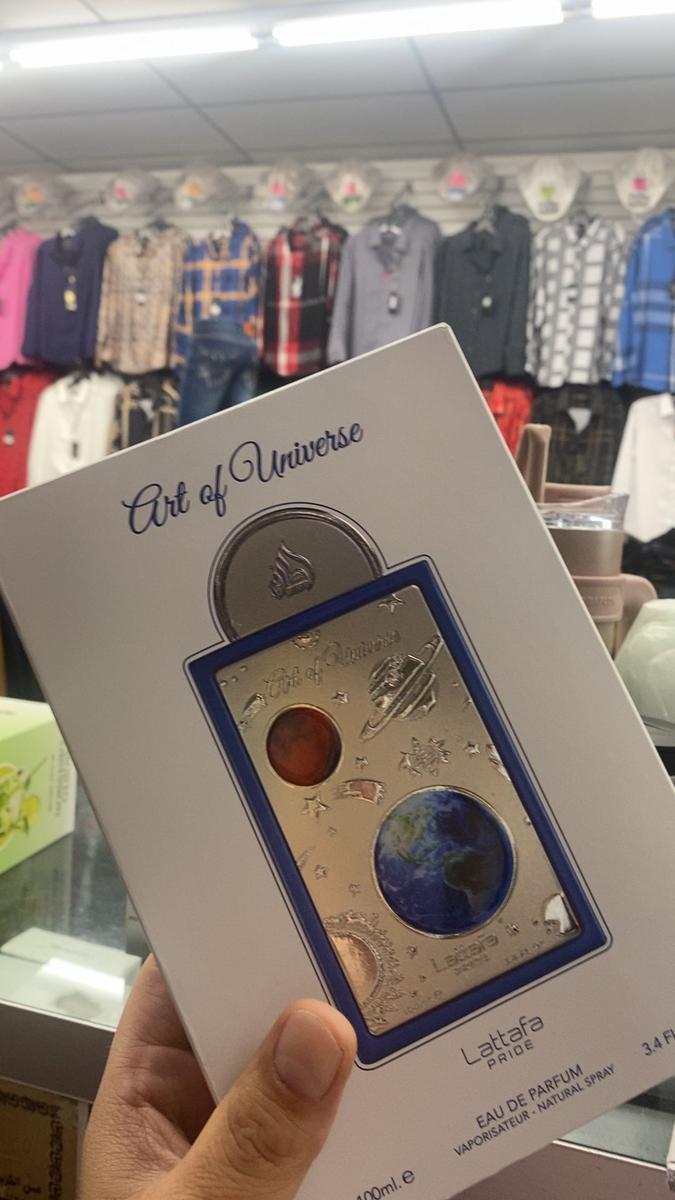 Art of Universe
Art of Universe
Lattafa
PRIDE
Lattafa
PRIDE
EAU DE PARFUM
VAPORISATEUR - NATURAL SPRAY
100ml.e
3.4 Fl